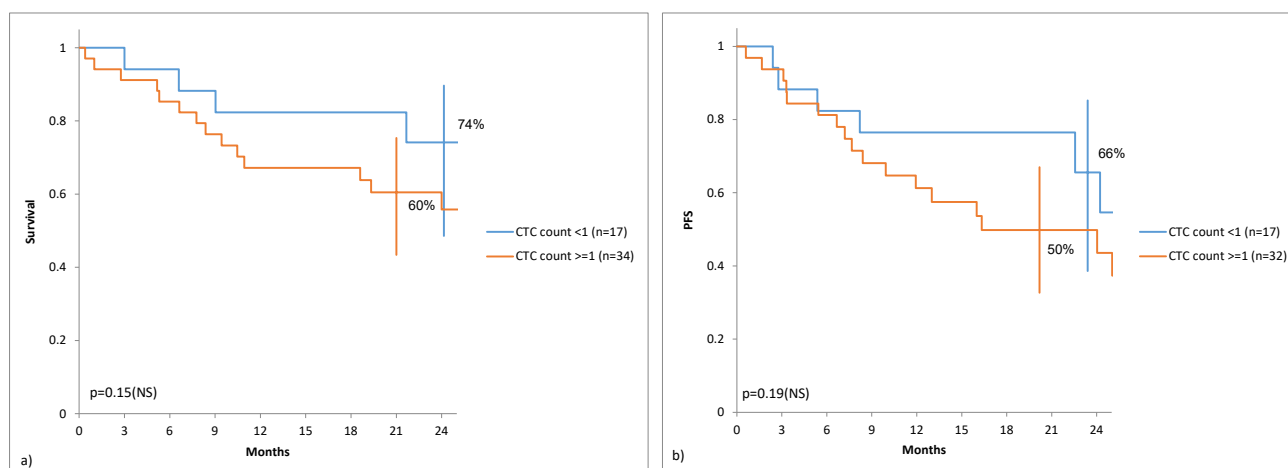 1
0.8
0.6
0.4
0.2
0
Survival
74%
60%
CTC count <1 (n=17)
CTC count >=1 (n=34)
p=0.15(NS)
0 3 6 9 12 15 18 21 24
Months
a)
1
0.8
0.6
0.4
0.2
0
PFS
66%
50%
CTC count <1 (n=17)
CTC count >=1 (n=32)
p=0.19(NS)
0 3 6 9 12 15 18 21 24
Months
b)